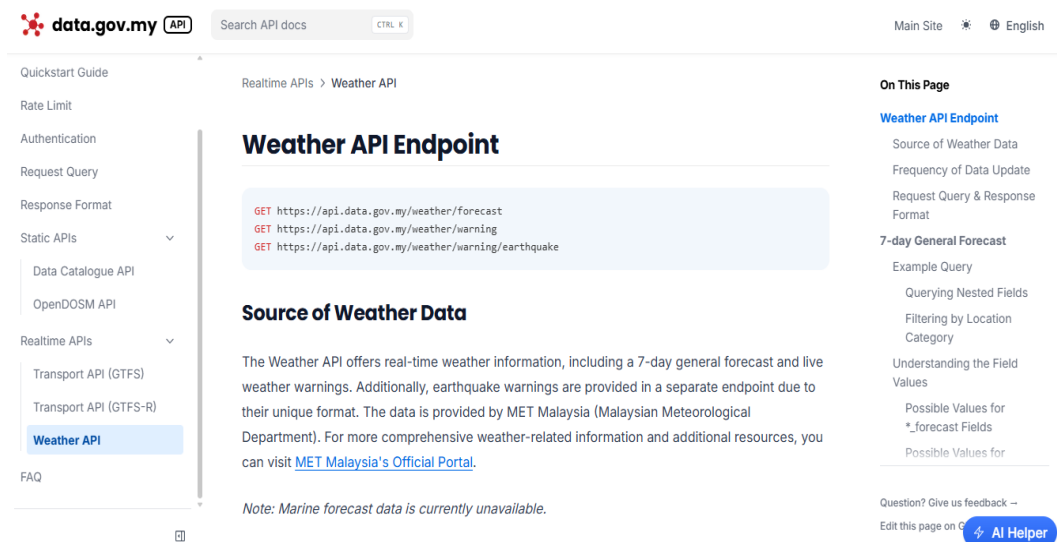 data.gov.my API
Search API docs
CTRL K
Main Site
English
Quickstart Guide
Rate Limit
Authentication
Request Query
Response Format
Static APIs
Data Catalogue API
OpenDOSM API
Realtime APIs
Transport API (GTFS)
Transport API (GTFS-R)
Weather API
FAQ
Realtime APIs > Weather API
Weather API Endpoint
GET https://api.data.gov.my/weather/forecast
GET https://api.data.gov.my/weather/warning
GET https://api.data.gov.my/weather/warning/earthquake
Source of Weather Data
The Weather API offers real-time weather information, including a 7-day general forecast and live
weather warnings. Additionally, earthquake warnings are provided in a separate endpoint due to
their unique format. The data is provided by MET Malaysia (Malaysian Meteorological
Department). For more comprehensive weather-related information and additional resources, you
can visit MET Malaysia's Official Portal.
Note: Marine forecast data is currently unavailable.
On This Page
Weather API Endpoint
Source of Weather Data
Frequency of Data Update
Request Query & Response
Format
7-day General Forecast
Example Query
Querying Nested Fields
Filtering by Location
Category
Understanding the Field
Values
Possible Values for
*_forecast Fields
Possible Values for
Question? Give us feedback →
Edit this page on G
AI Helper